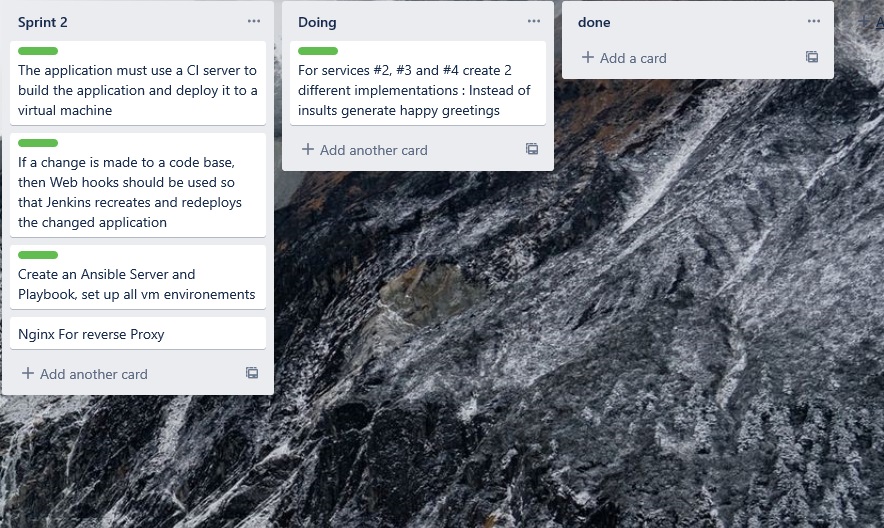 Sprint 2
The application must use a CI server to
build the application and deploy it to a
virtual machine
If a change is made to a code base,
then Web hooks should be used so
that Jenkins recreates and redeploys
the changed application
Create an Ansible Server and
Playbook, set up all vm environements
Nginx For reverse Proxy
+ Add another card
Doing
For services #2, #3 and #4 create 2
different implementations : Instead of
insults generate happy greetings
+ Add another card
done
+ Add a card